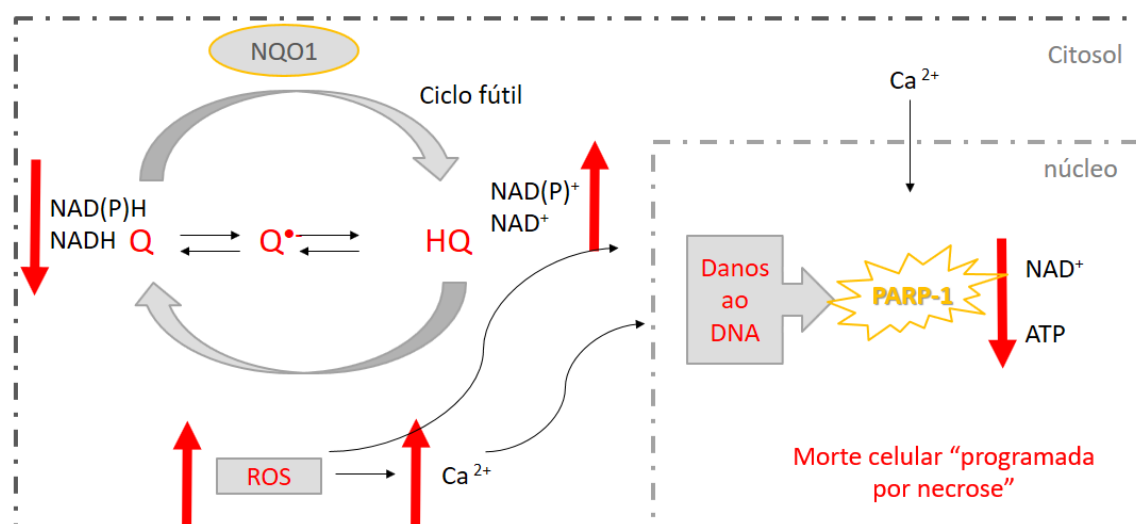 NQO1
Citosol
Ciclo fútil
Ca 2+
núcleo
NAD(P)H
NADH
Q
Q•-
HQ
NAD(P)+
NAD+
Danos
ao
DNA
PARP-1
NAD+
ATP
ROS
Ca 2+
Morte celular “programada
por necrose”